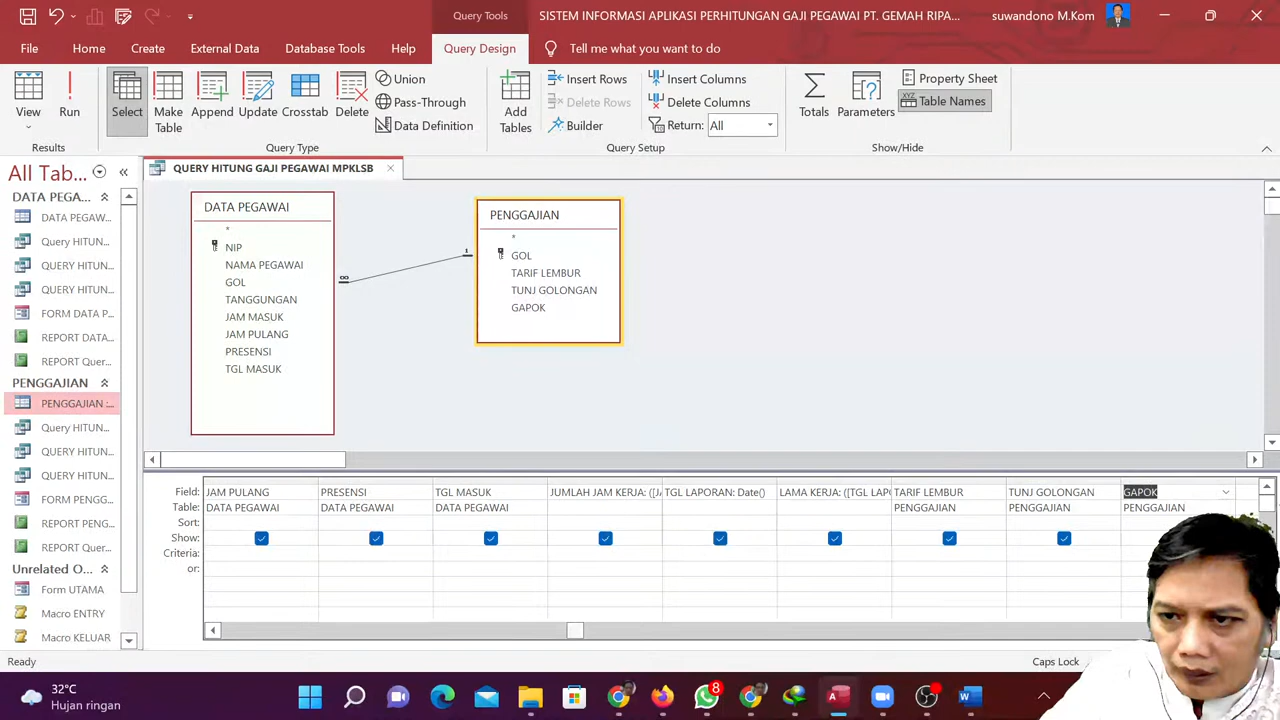 Query Tools
SISTEM INFORMASI APLIKASI PERHITUNGAN GAJI PEGAWAI PT. GEMAH RIPA...
suwandono M.Kom
File Home Create External Data Database Tools Help Query Design Tell me what you want to do
View
Run
Select
Make Table
Append
Update
Crosstab
Delete
Union
Pass-Through
Data Definition
Add Tables
Insert Rows
Delete Rows
Builder
Insert Columns
Delete Columns
Return: All
Totals
Parameters
Property Sheet
XYZ
Table Names
Results
Query Type
Query Setup
Show/Hide
All Tab...
DATA PEGA...
DATA PEGAW...
Query HITUN...
QUERY HITUN...
QUERY HITUN...
FORM DATA P...
REPORT DATA...
REPORT Quer...
PENGGAJIAN
PENGGAJIAN :...
Query HITUN...
QUERY HITUN...
QUERY HITUN...
FORM PENGG...
REPORT PENG...
REPORT Quer...
Unrelated O...
Form UTAMA
Macro ENTRY
Macro KELUAR
QUERY HITUNG GAJI PEGAWAI MPKLSB
DATA PEGAWAI
*
NIP
NAMA PEGAWAI
GOL
TANGGUNGAN
JAM MASUK
JAM PULANG
PRESENSI
TGL MASUK
∞
1
PENGGAJIAN
*
GOL
TARIF LEMBUR
TUNJ GOLONGAN
GAPOK
Field: JAM PULANG PRESENSI TGL MASUK JUMLAH JAM KERJA: ([JA TGL LAPORAN: Date() LAMA KERJA: ([TGL LAPO TARIF LEMBUR TUNJ GOLONGAN GAPOK
Table: DATA PEGAWAI DATA PEGAWAI DATA PEGAWAI PENGGAJIAN PENGGAJIAN PENGGAJIAN
Sort:
Show:
Criteria:
or:
Ready
Caps Lock
32°C
Hujan ringan
8